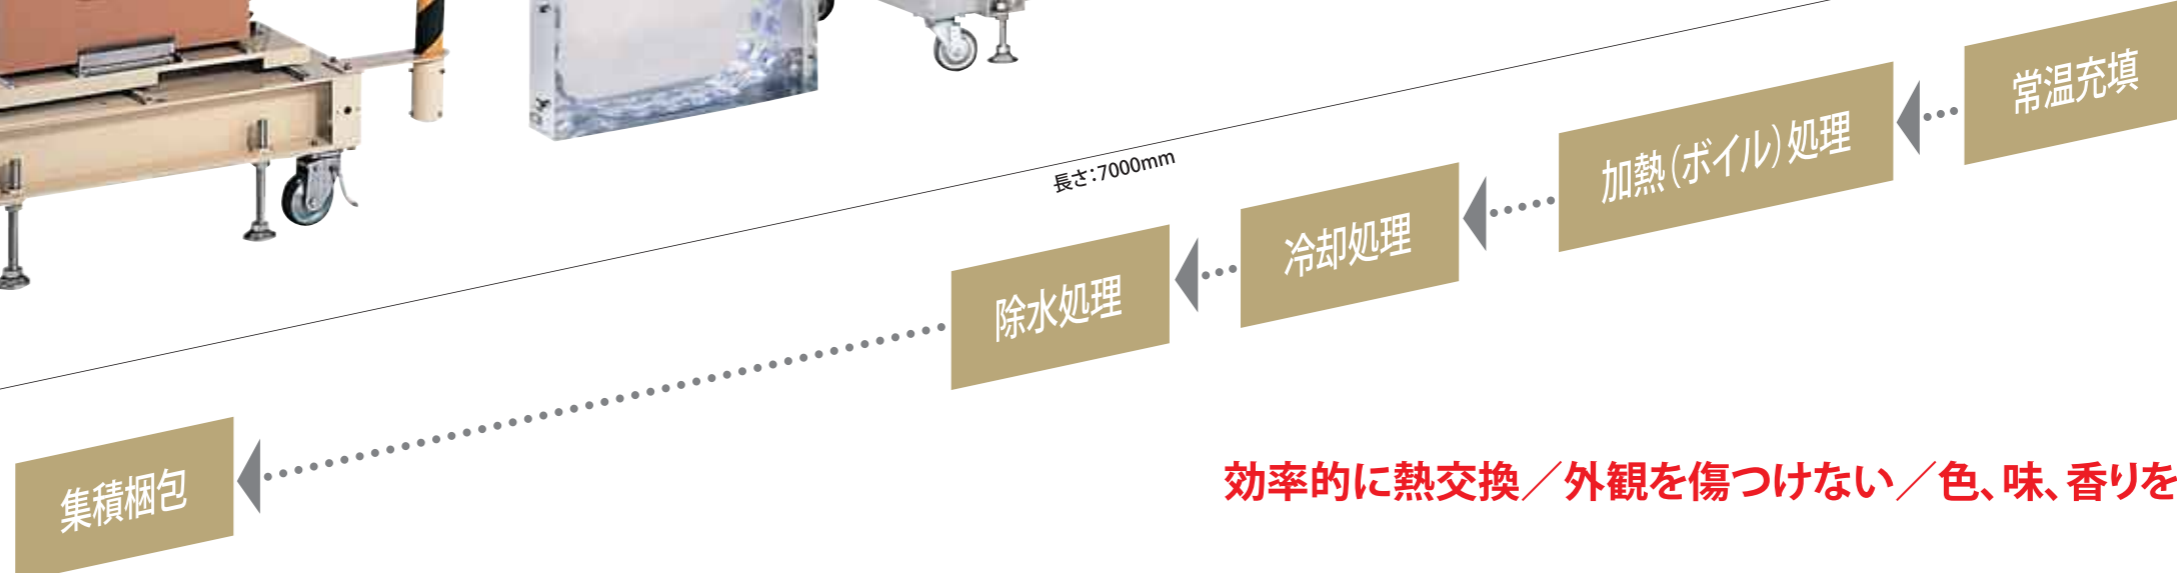 常温充填
加熱（ボイル）処理
長さ：7000mm
冷却処理
除水処理
集積梱包
効率的に熱交換／外観を傷つけない／色、味、香りを